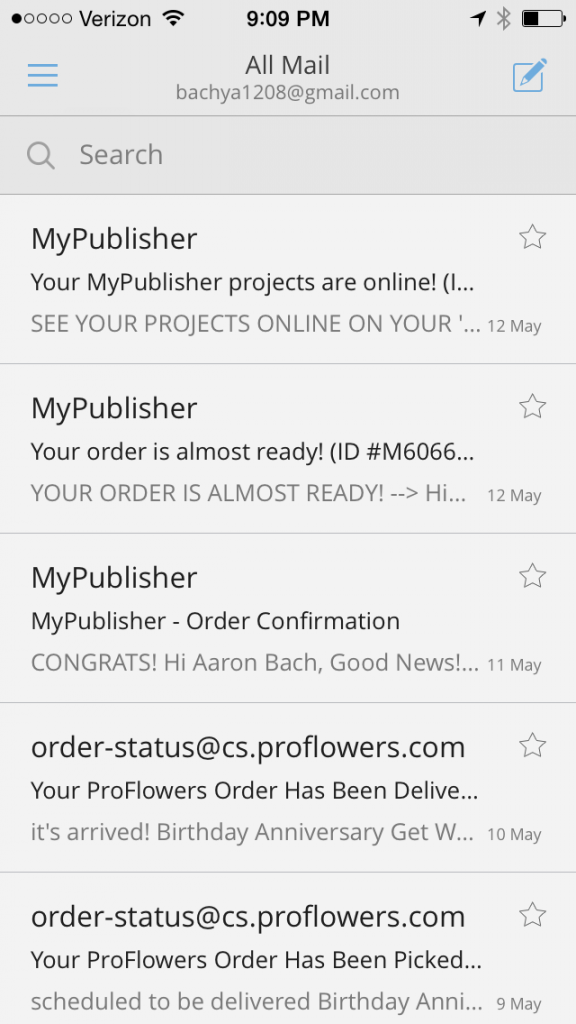 Verizon 9:09 PM
All Mail
bachya1208@gmail.com
Search
MyPublisher
Your MyPublisher projects are online! (I...
SEE YOUR PROJECTS ONLINE ON YOUR '... 12 May
MyPublisher
Your order is almost ready! (ID #M6066...
YOUR ORDER IS ALMOST READY! --> Hi... 12 May
MyPublisher
MyPublisher - Order Confirmation
CONGRATS! Hi Aaron Bach, Good News!... 11 May
order-status@cs.proflowers.com
Your ProFlowers Order Has Been Delive...
it's arrived! Birthday Anniversary Get W... 10 May
order-status@cs.proflowers.com
Your ProFlowers Order Has Been Picked...
scheduled to be delivered Birthday Anni... 9 May